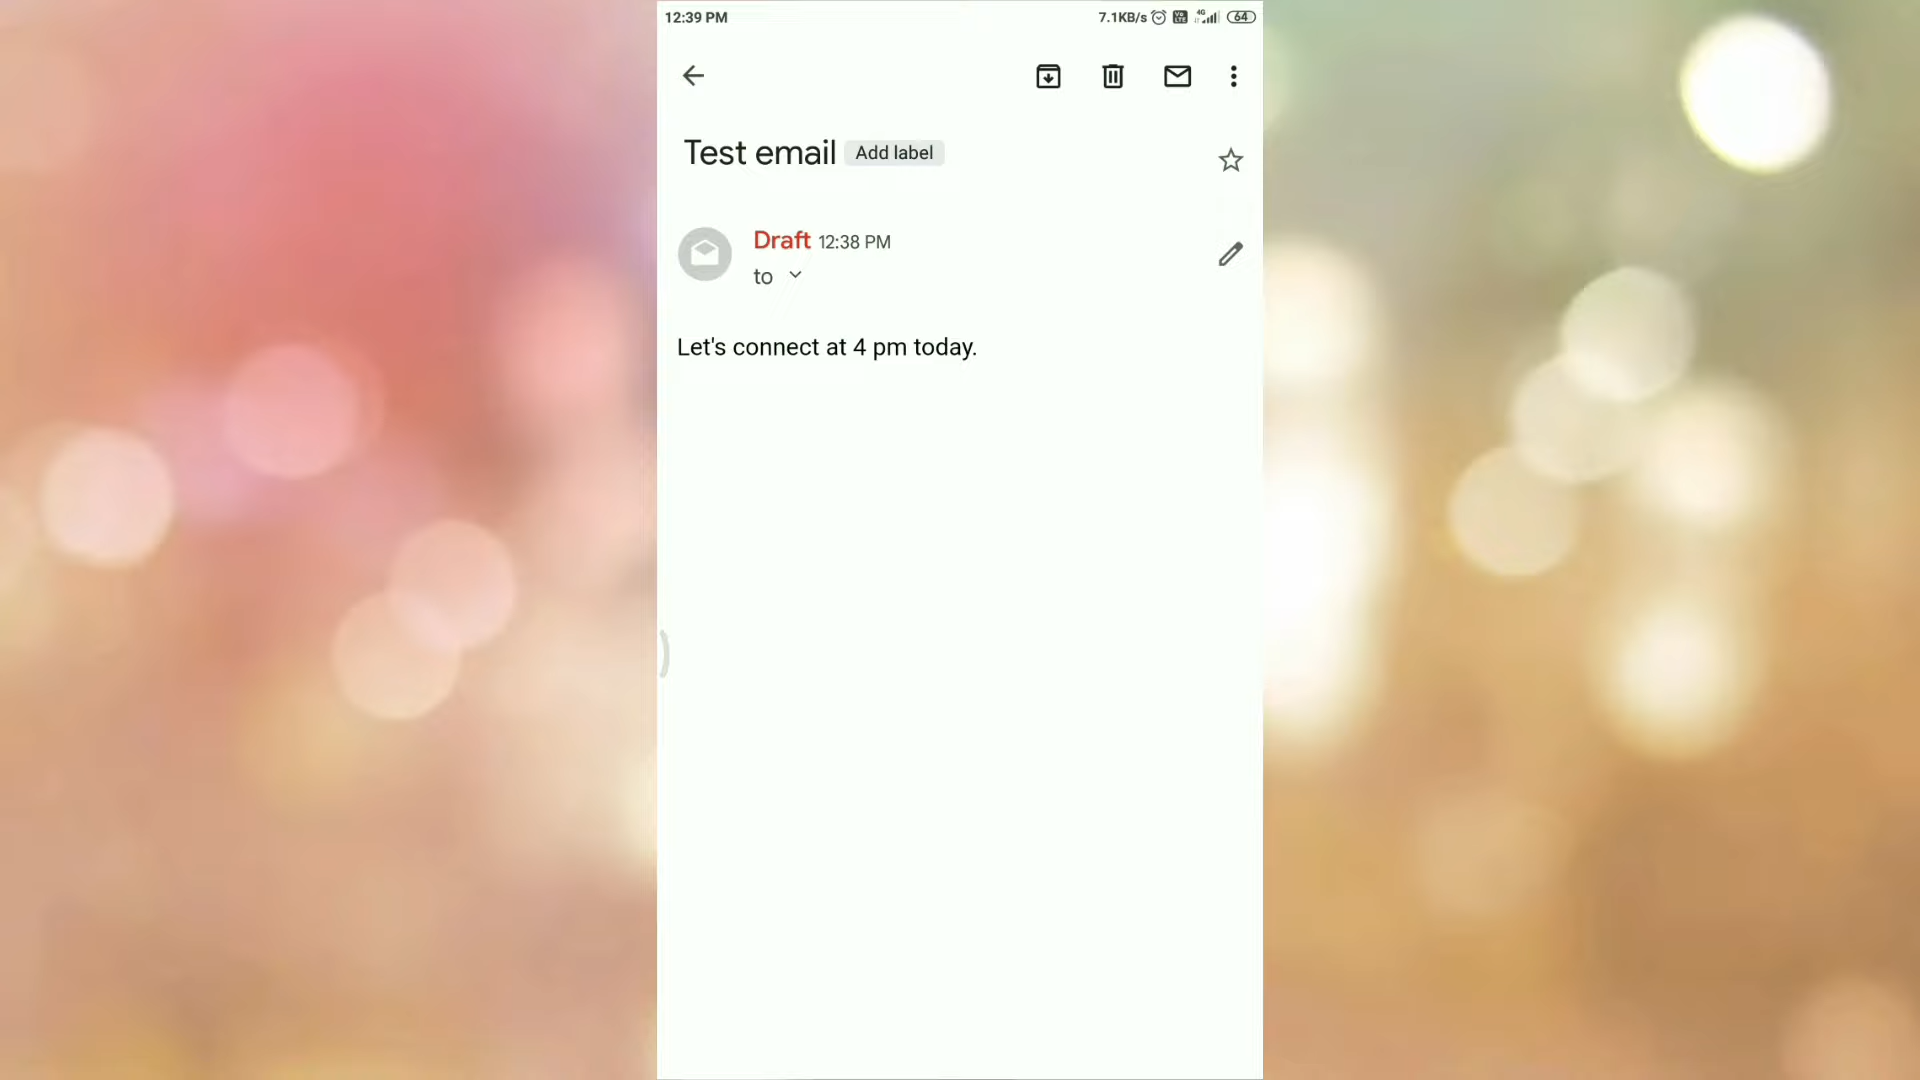 12:39 PM 7.1KB/s 4G 64
Test email Add label
Draft 12:38 PM
to
Let's connect at 4 pm today.